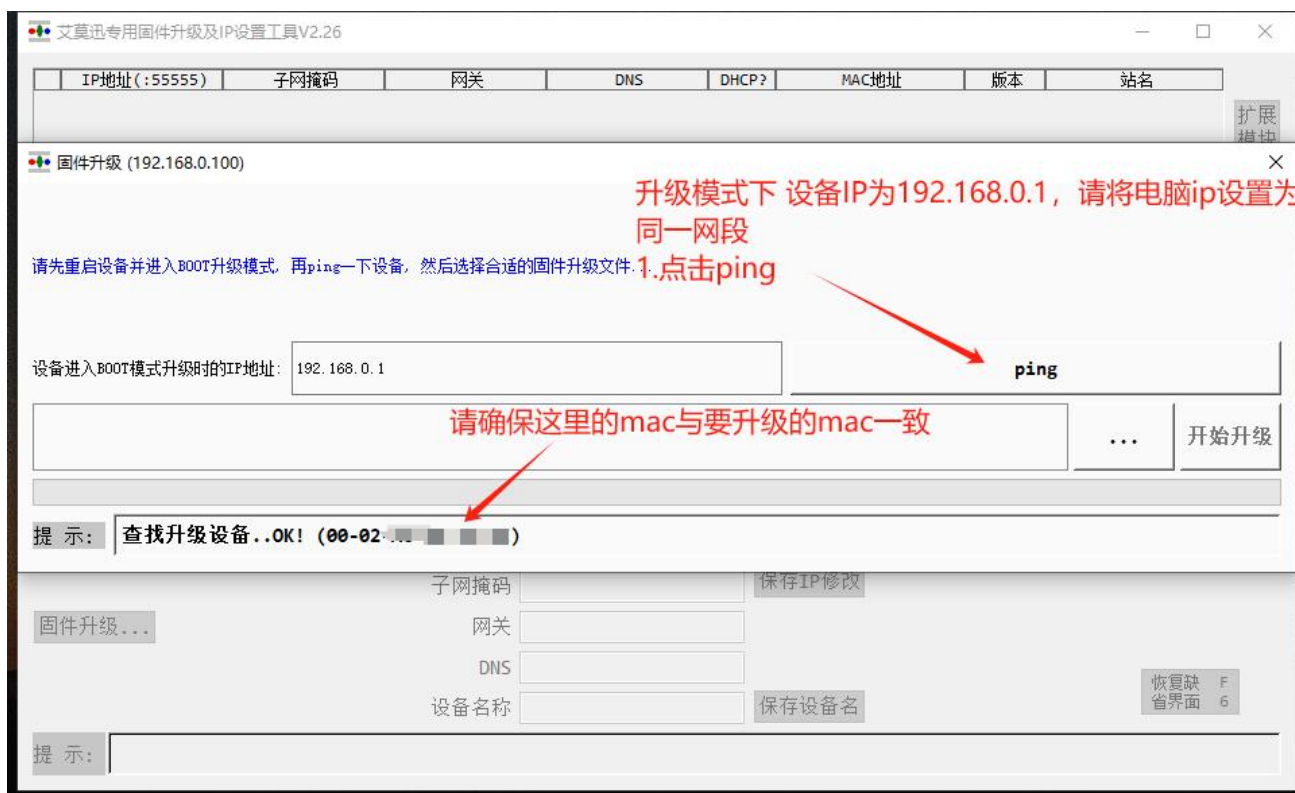 艾莫迅专用固件升级及IP设置工具V2.26
IP地址(:55555) 子网掩码 网关 DNS DHCP? MAC地址 版本 站名
扩展
模块
固件升级 (192.168.0.100)
升级模式下 设备IP为192.168.0.1，请将电脑ip设置为
同一网段
请先重启设备并进入BOOT升级模式, 再ping一下设备, 然后选择合适的固件升级文件...
1.点击ping
设备进入BOOT模式升级时的IP地址: 192.168.0.1 ping
请确保这里的mac与要升级的mac一致
... 开始升级
提 示: 查找升级设备..OK! (00-02- )
子网掩码 保存IP修改
固件升级... 网关
DNS
恢复缺 F
省界面 6
设备名称 保存设备名
提 示: